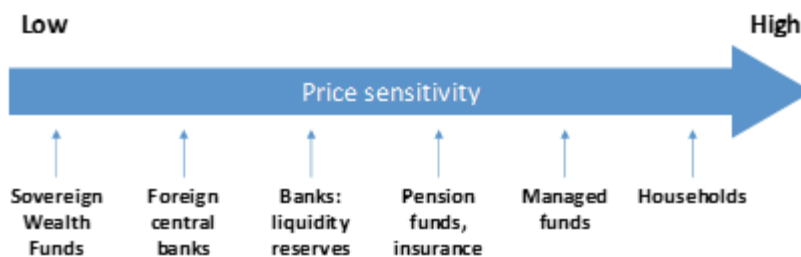 Low
High
Price sensitivity
Sovereign
Wealth
Funds
Foreign
central
banks
Banks:
liquidity
reserves
Pension
funds,
insurance
Managed
funds
Households